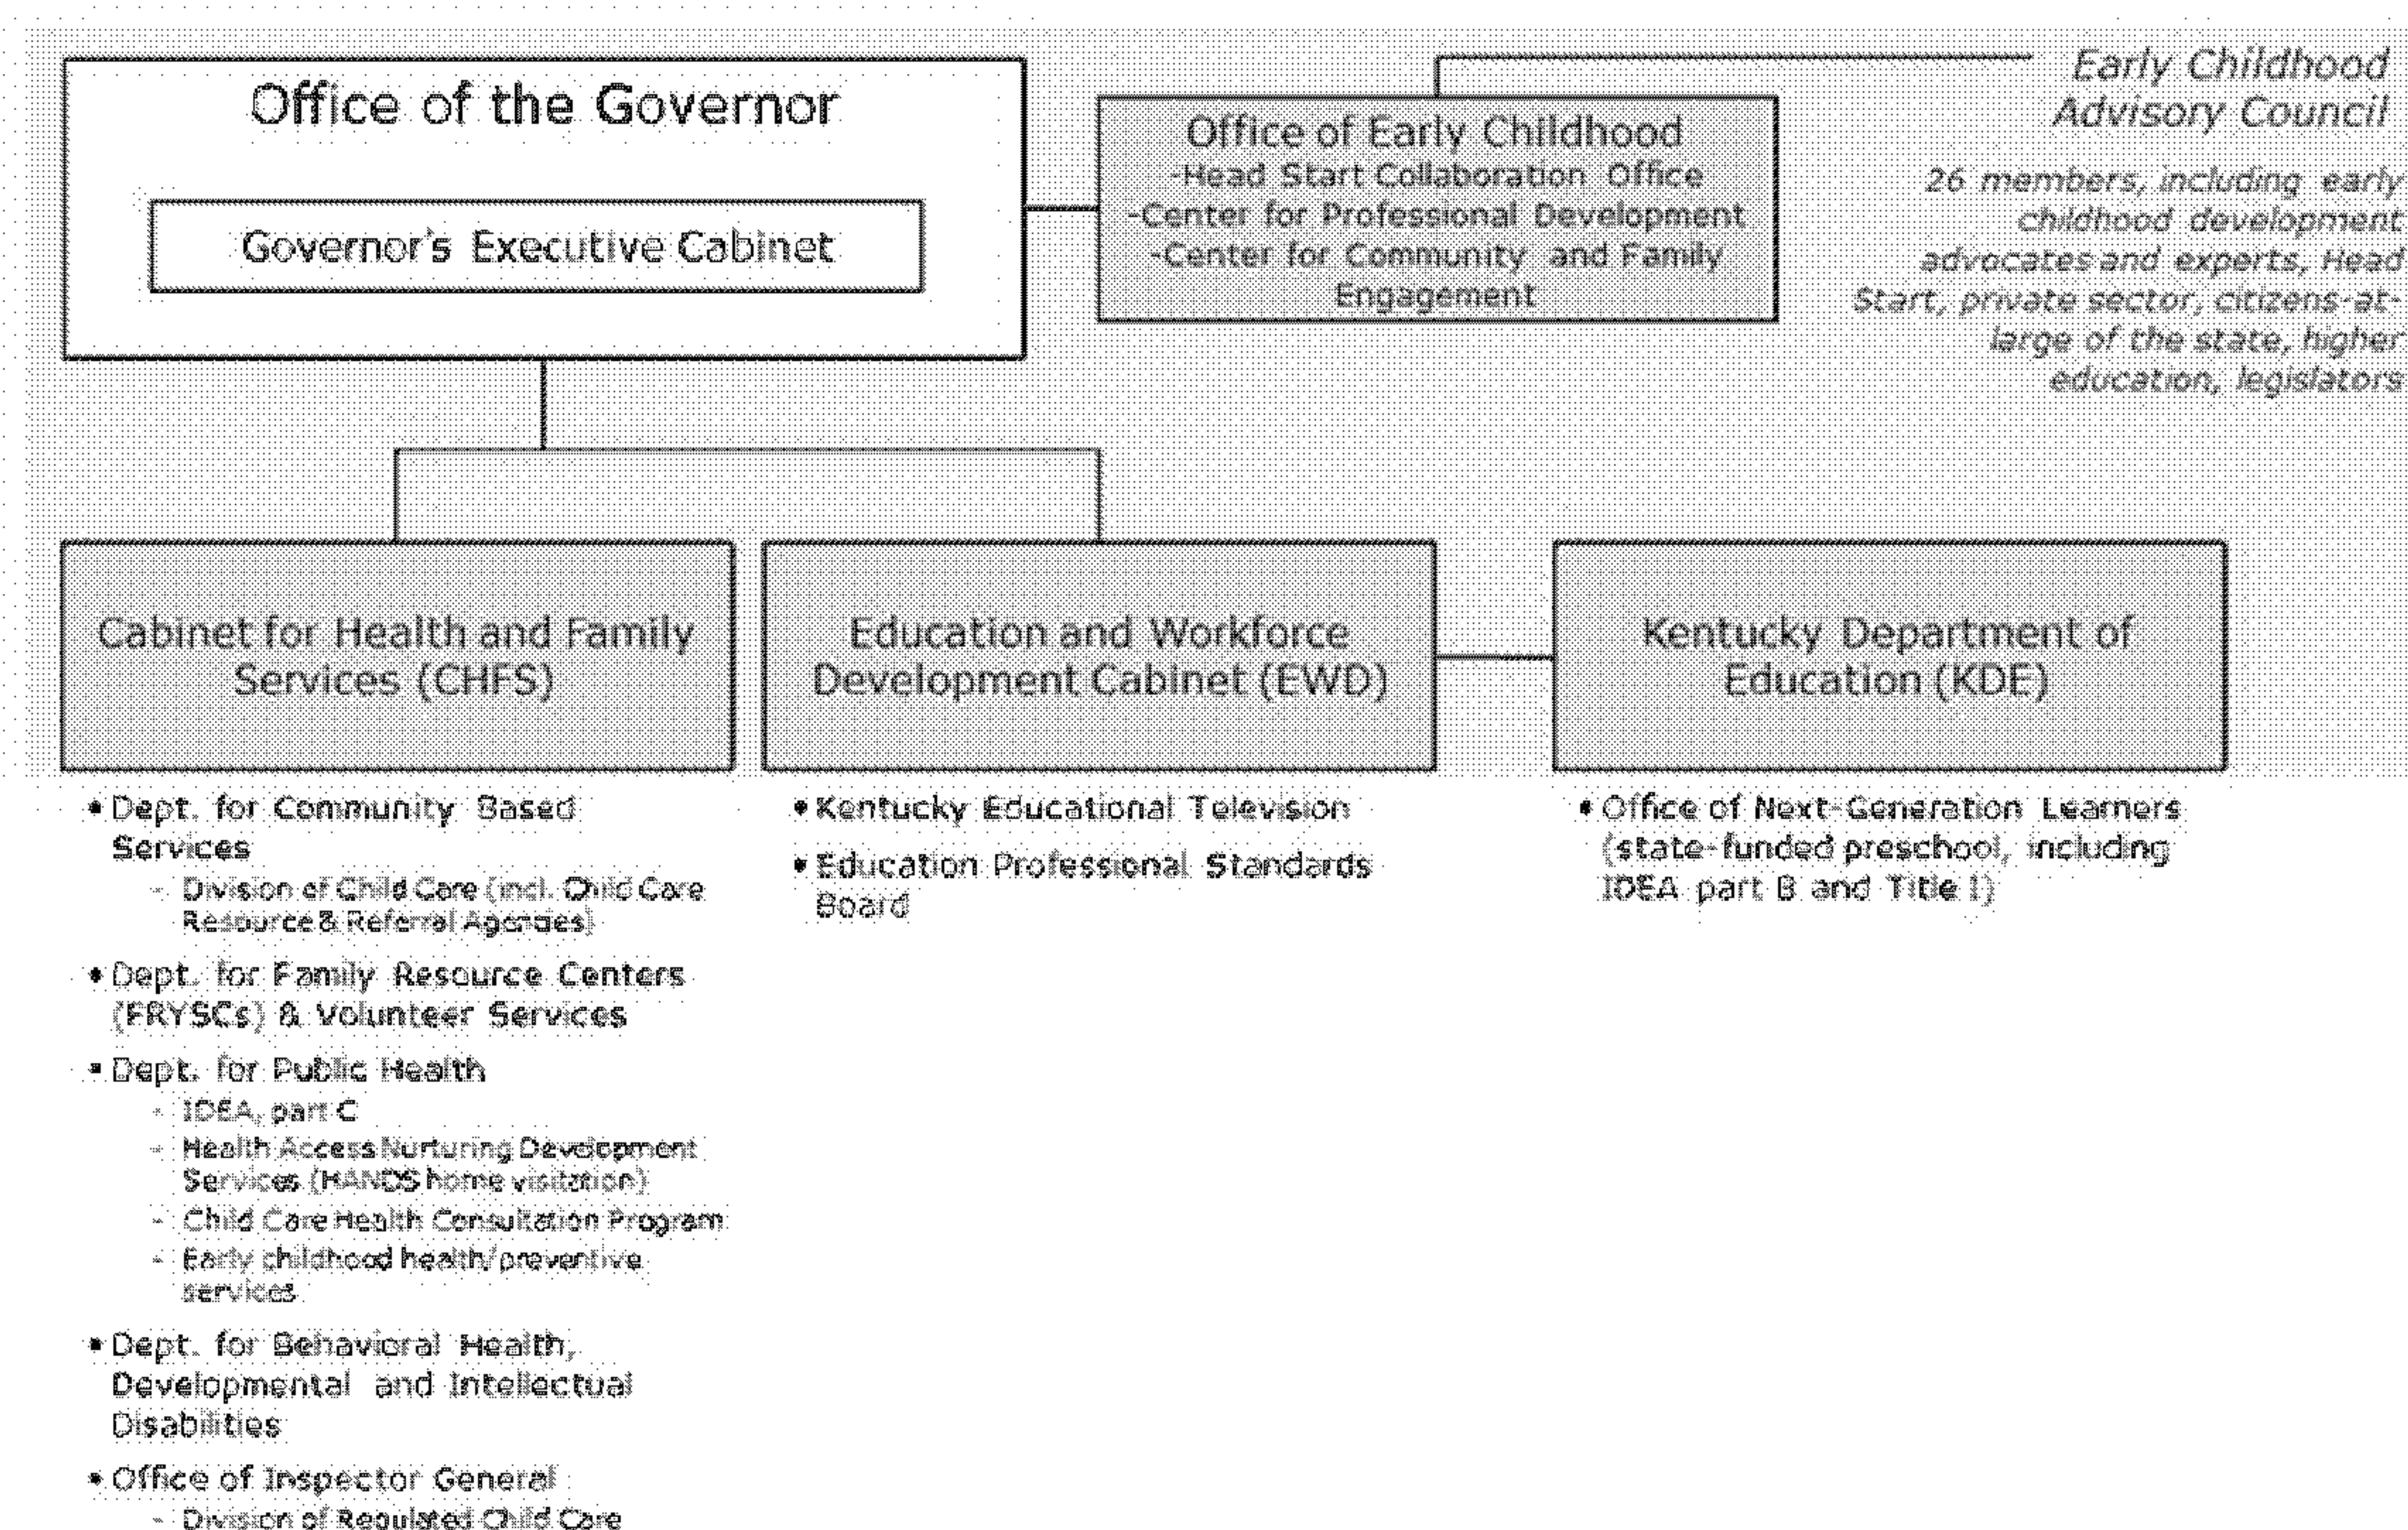 Office of the Governor
Governor's Executive Cabinet
Office of Early Childhood
-Head Start Collaboration Office
-Center for Professional Development
-Center for Community and Family
Engagement
Early Childhood
Advisory Council
26 members, including early
childhood development
advocates and experts, Head
Start, private sector, citizens-at-
large of the state, higher
education, legislators
Cabinet for Health and Family
Services (CHFS)
Education and Workforce
Development Cabinet (EWD)
Kentucky Department of
Education (KDE)
• Dept. for Community Based
Services
- Division of Child Care (incl. Child Care
Resource & Referral Agencies)
• Dept. for Family Resource Centers
(FRYSCs) & Volunteer Services
• Dept. for Public Health
- IDEA, part C
- Health Access Nurturing Development
Services (HANDS home visitation)
- Child Care Health Consultation Program
- Early childhood health/preventive
services
• Dept. for Behavioral Health,
Developmental and Intellectual
Disabilities
• Office of Inspector General
- Division of Regulated Child Care
• Kentucky Educational Television
• Education Professional Standards
Board
• Office of Next-Generation Learners
(state-funded preschool, including
IDEA part B and Title I)